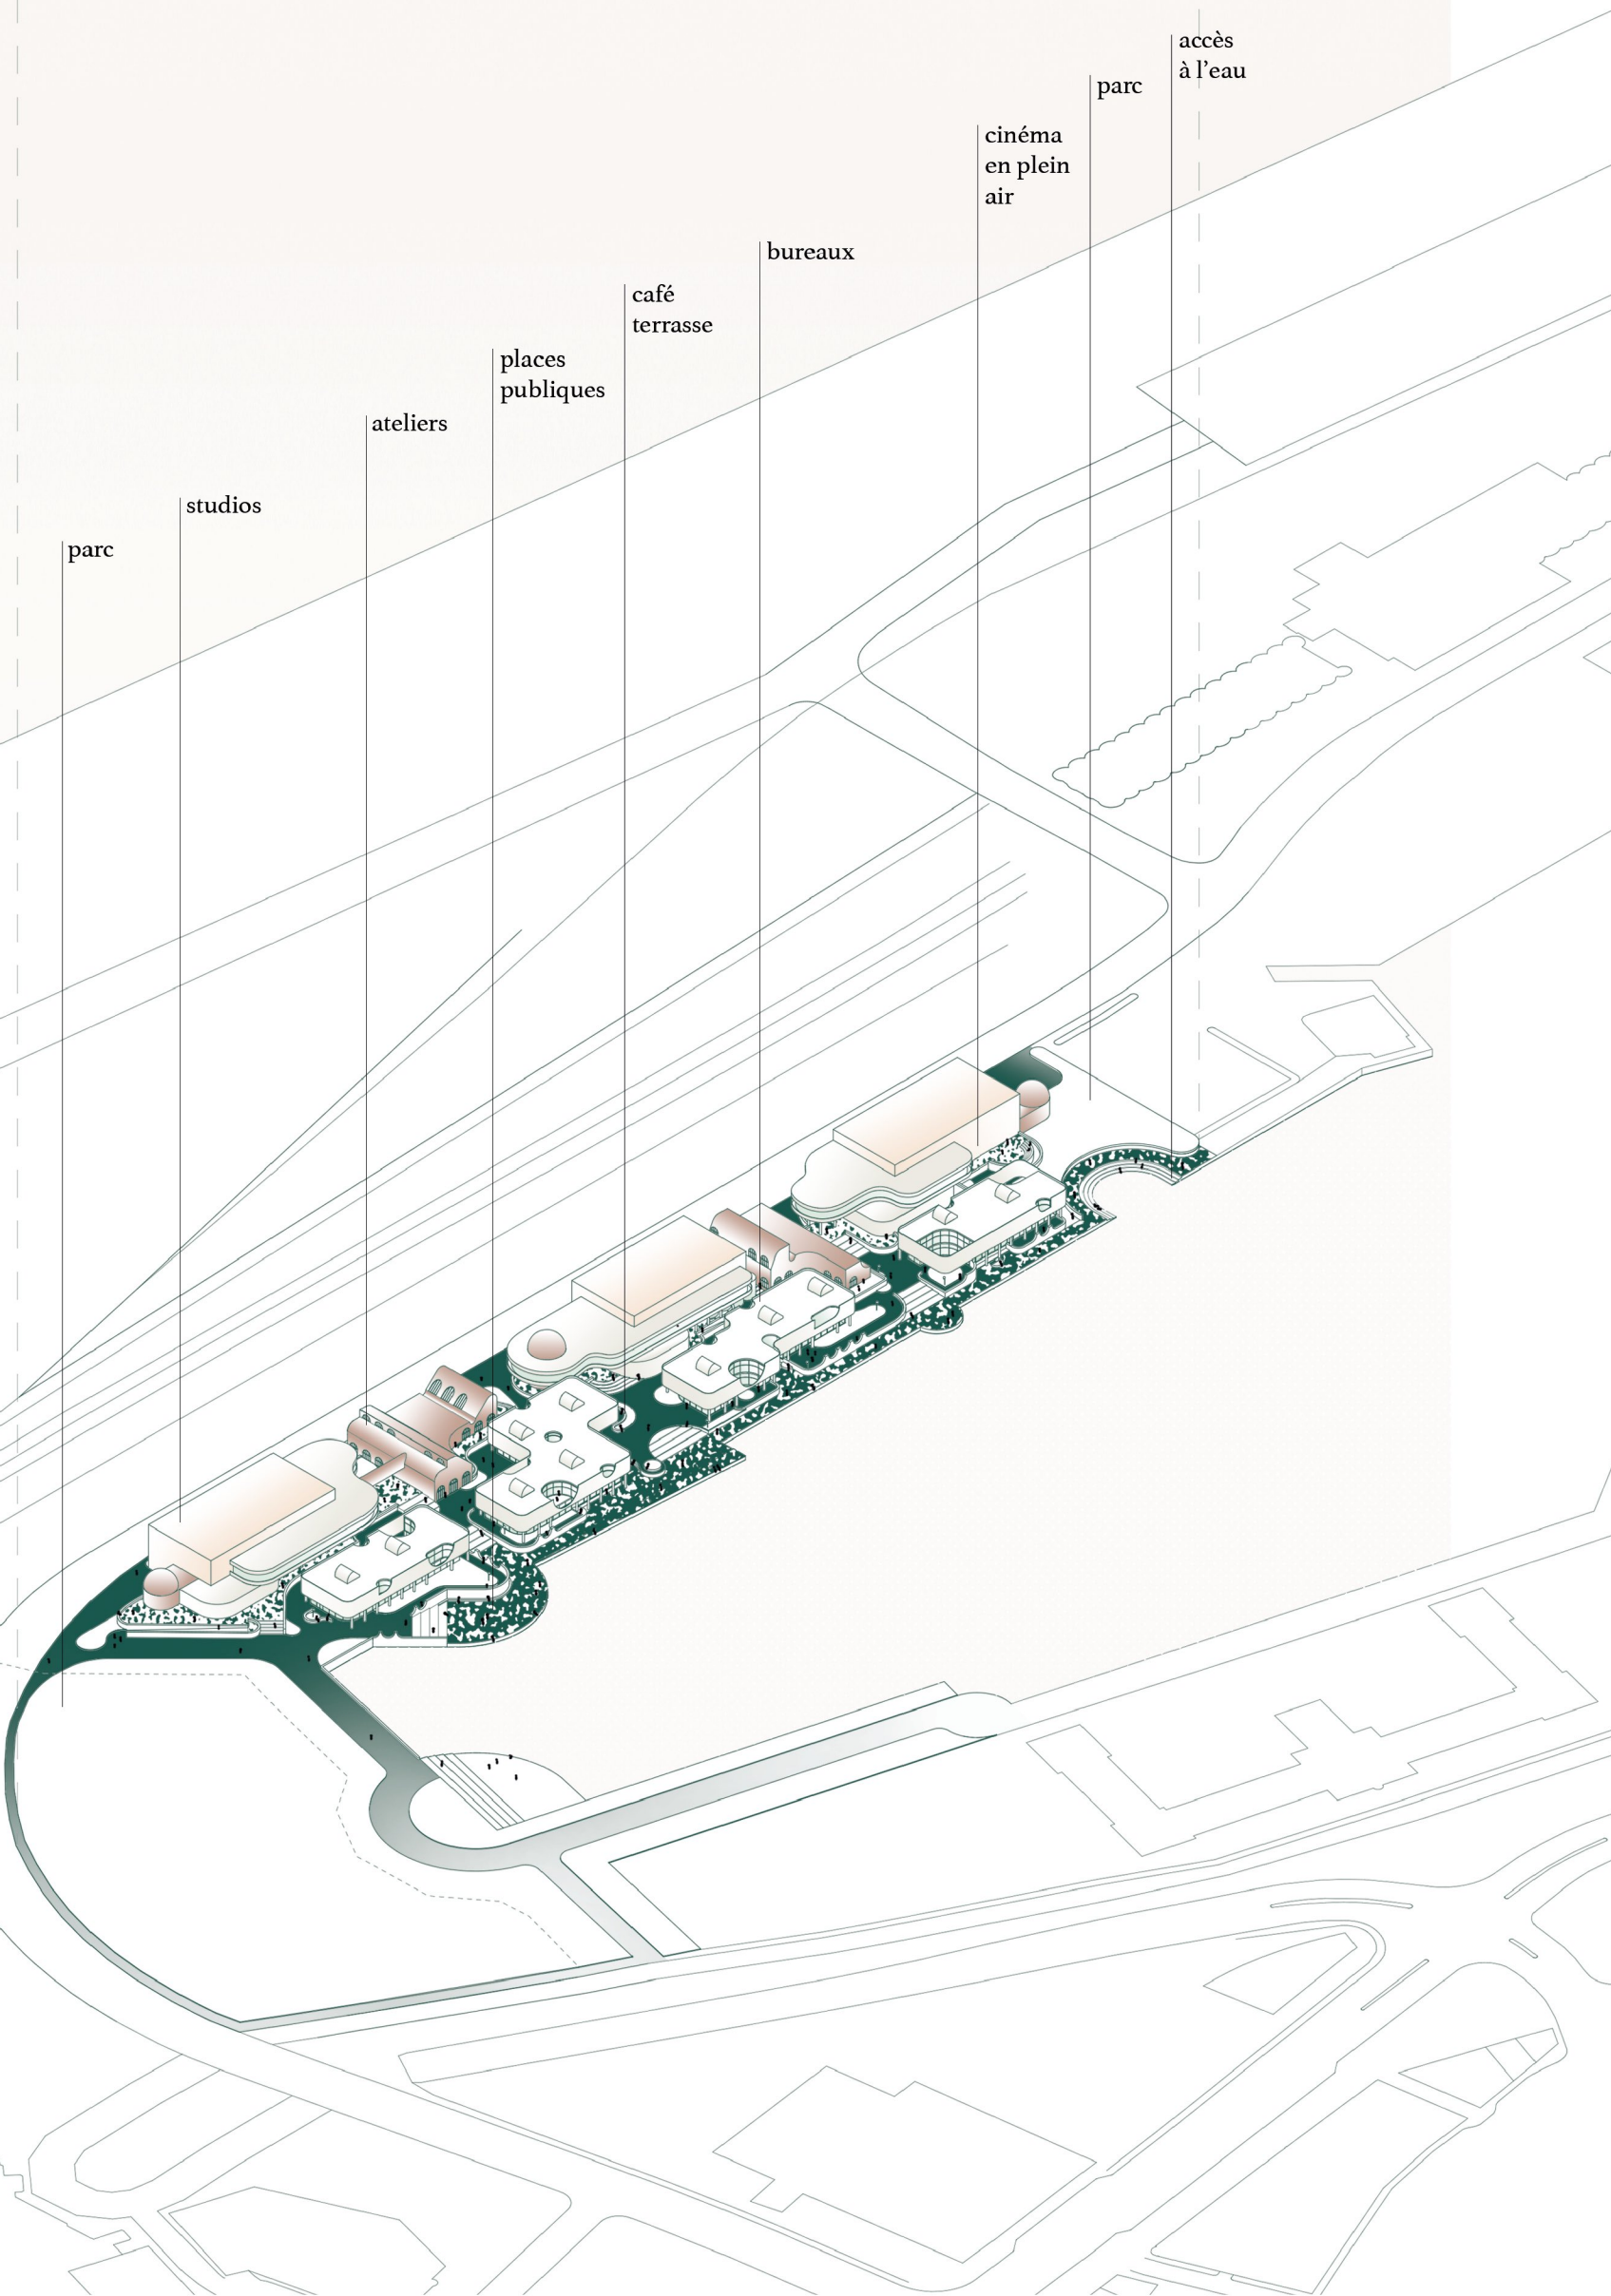 accès
à l’eau
parc
cinéma
en plein
air
bureaux
café
terrasse
places
publiques
ateliers
studios
parc